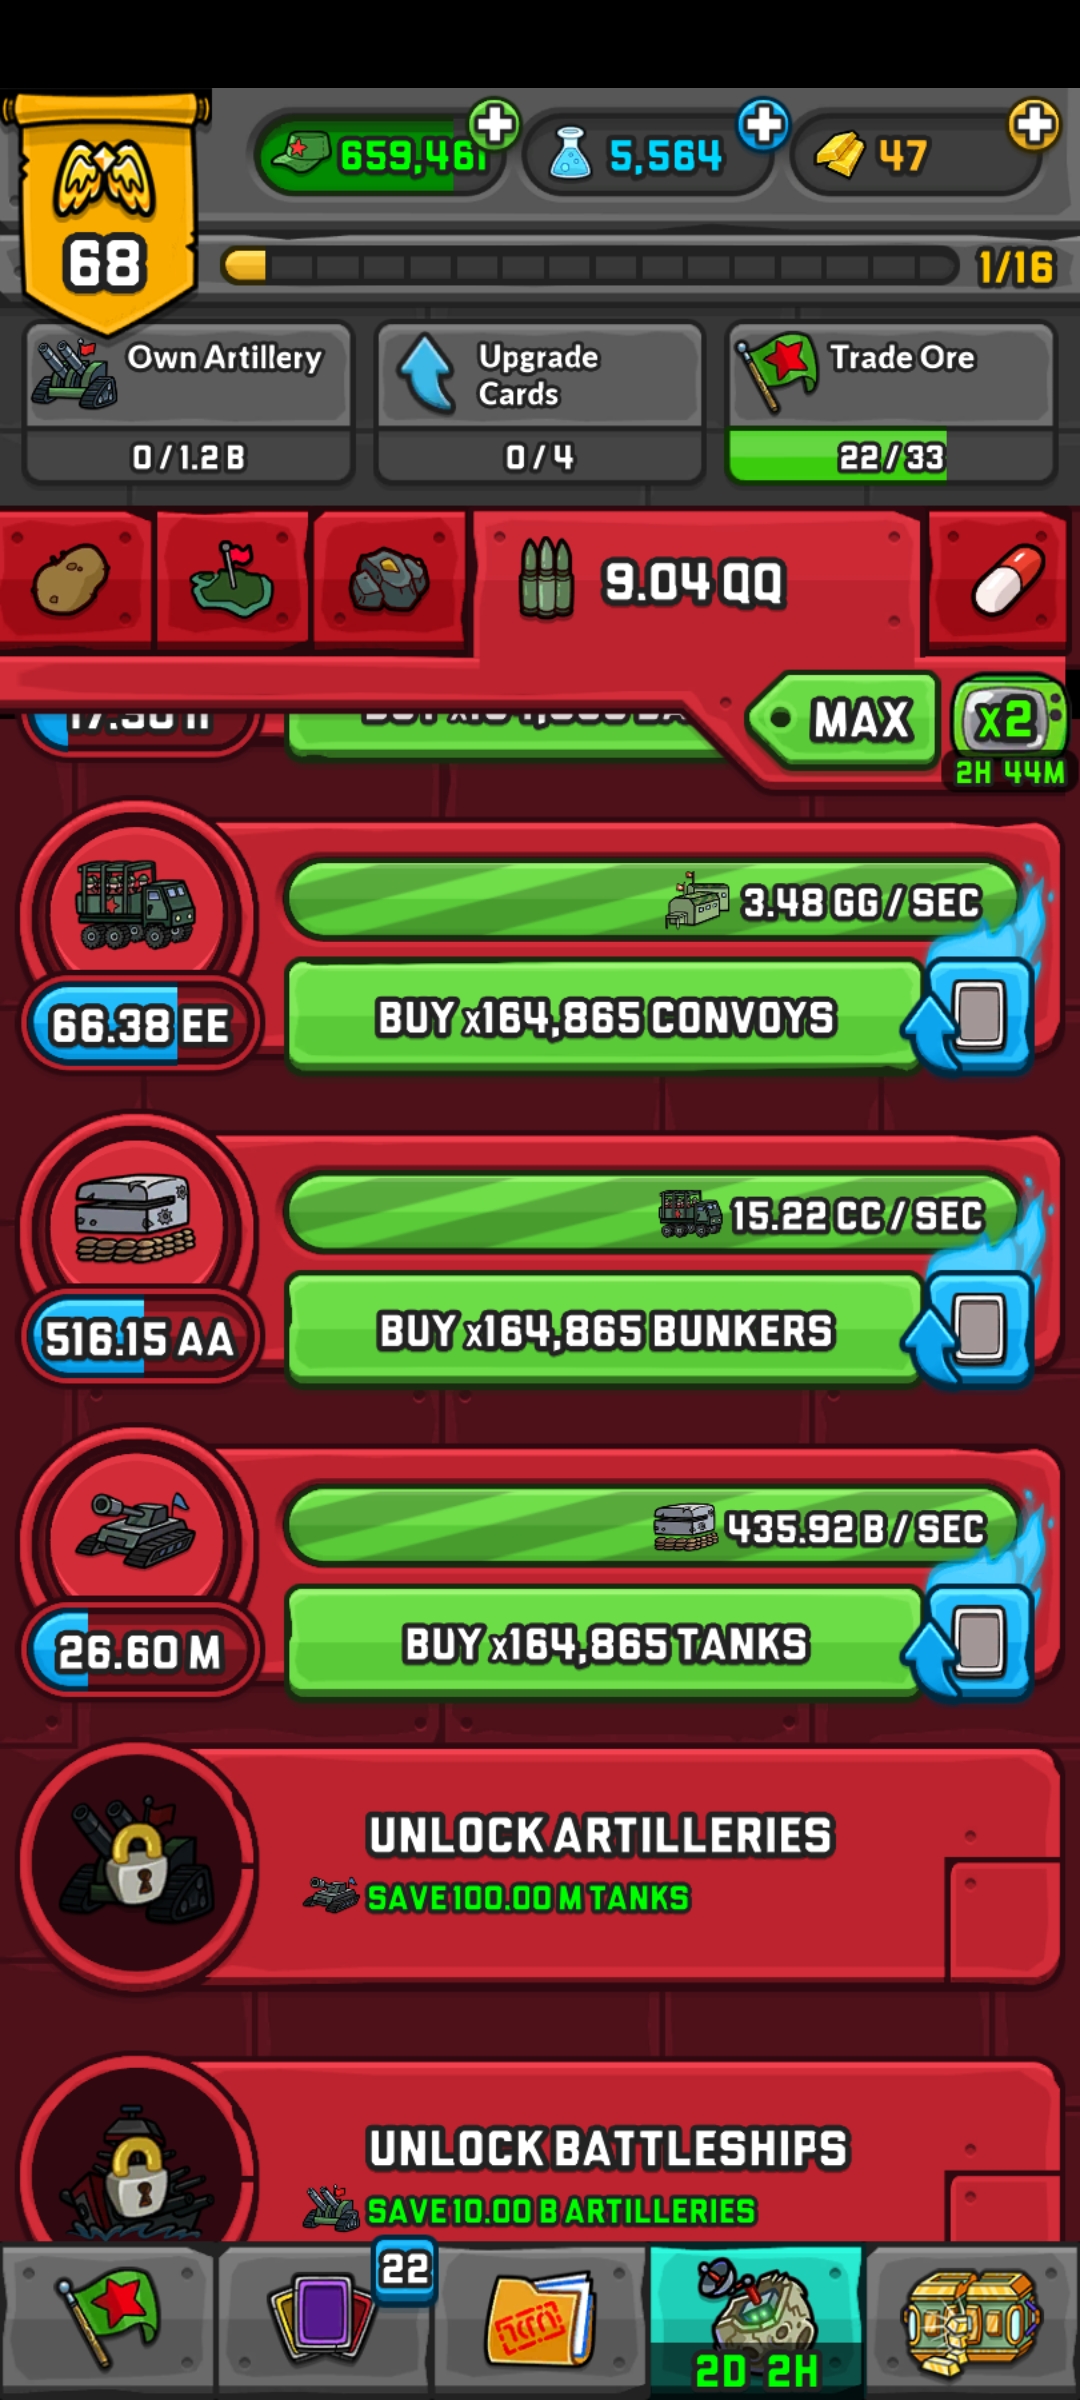 659,461
5,564
47
68
1/16
Own Artillery
0 / 1.2 B
Upgrade
Cards
0 / 4
Trade Ore
22 / 33
9.04 QQ
MAX
x2
2H 44M
3.48 GG / SEC
66.38 EE
BUY x164,865 CONVOYS
15.22 CC / SEC
516.15 AA
BUY x164,865 BUNKERS
435.92 B / SEC
26.60 M
BUY x164,865 TANKS
UNLOCK ARTILLERIES
SAVE 100.00 M TANKS
UNLOCK BATTLESHIPS
SAVE 10.00 B ARTILLERIES
22
2D 2H